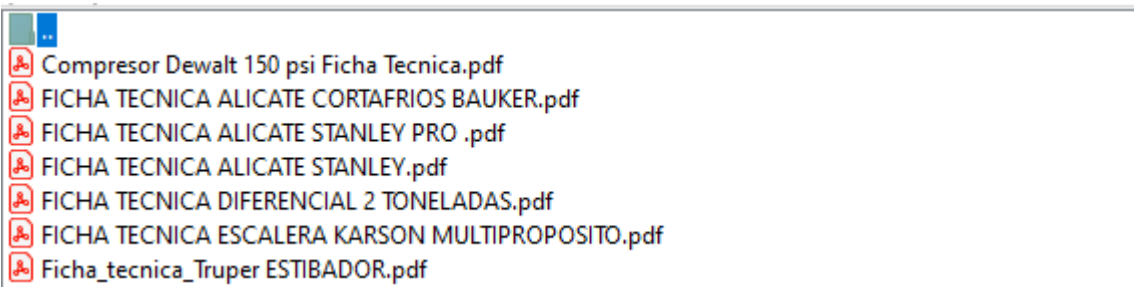 ..
Compresor Dewalt 150 psi Ficha Tecnica.pdf
FICHA TECNICA ALICATE CORTAFRIOS BAUKER.pdf
FICHA TECNICA ALICATE STANLEY PRO .pdf
FICHA TECNICA ALICATE STANLEY.pdf
FICHA TECNICA DIFERENCIAL 2 TONELADAS.pdf
FICHA TECNICA ESCALERA KARSON MULTIPROPOSITO.pdf
Ficha_tecnica_Truper ESTIBADOR.pdf